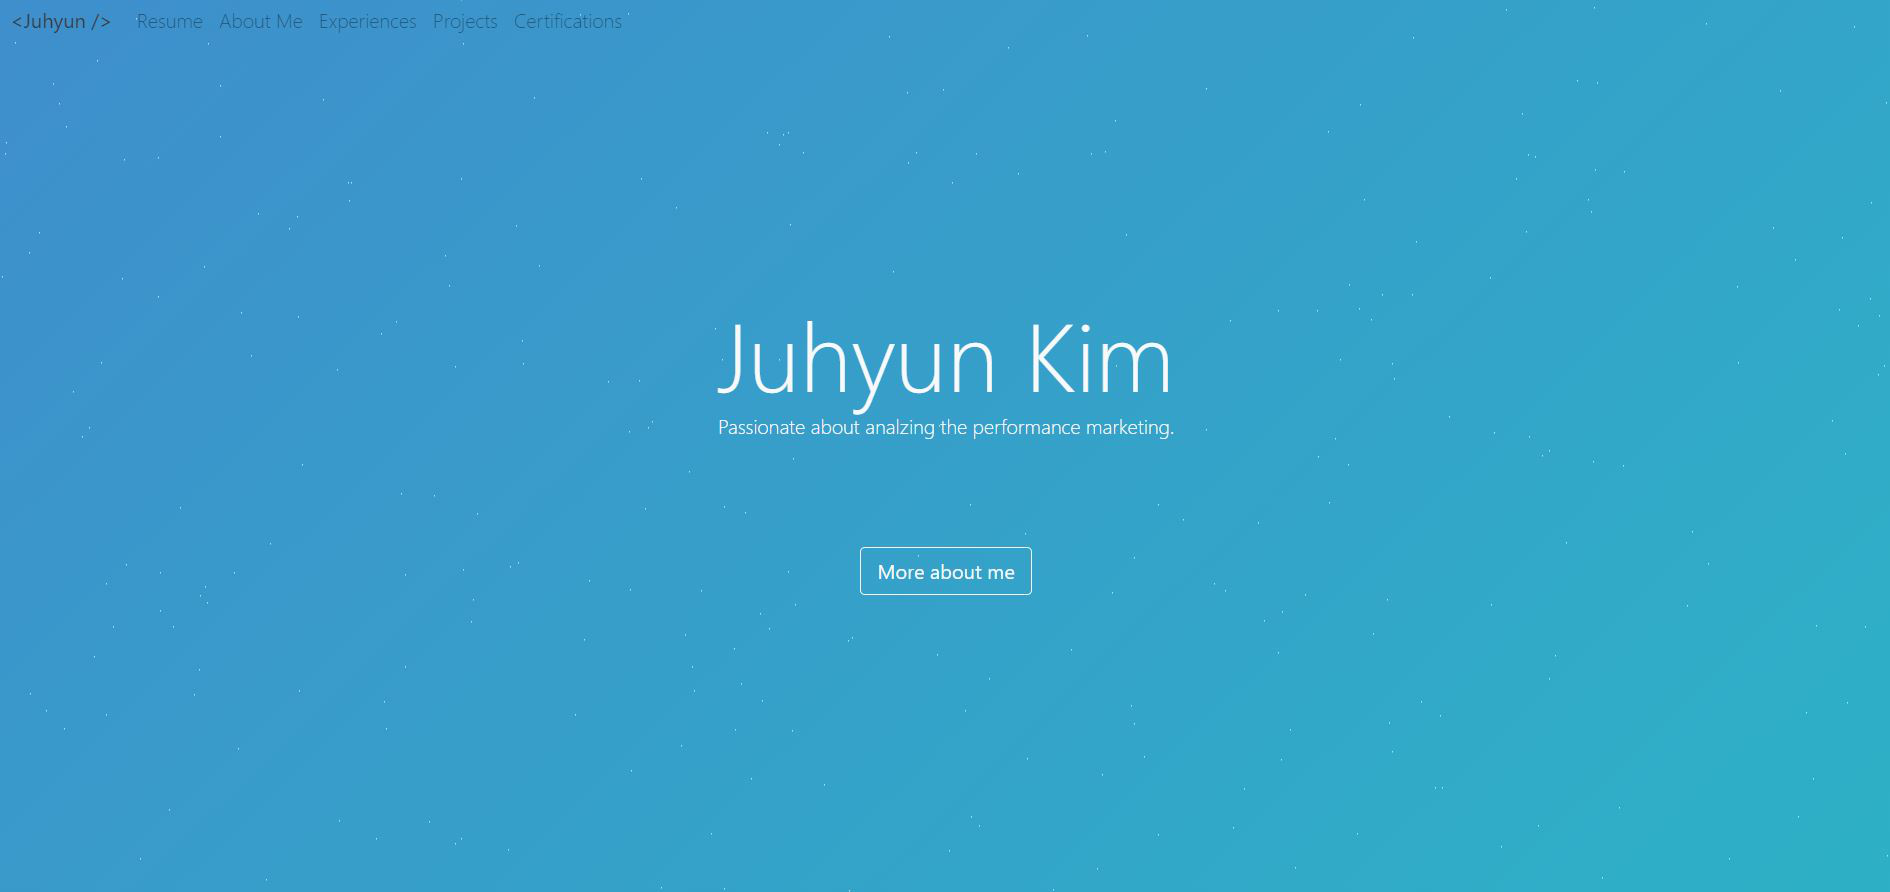 <Juhyun /> Resume About Me Experiences Projects Certifications
Juhyun Kim
Passionate about analzing the performance marketing.
More about me